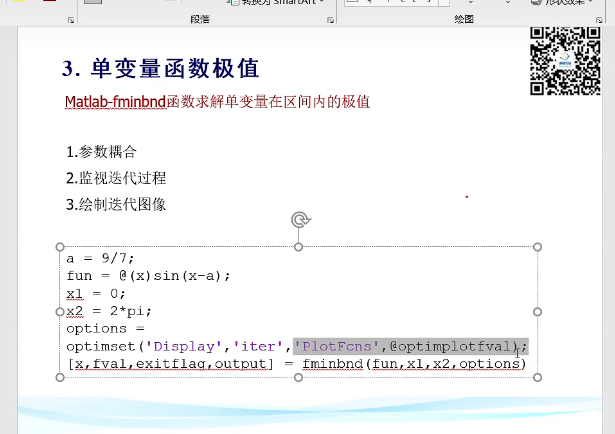 转换为 SmartArt
形状效果
段落
绘图
3. 单变量函数极值
Matlab-fminbnd函数求解单变量在区间内的极值
1.参数耦合
2.监视迭代过程
3.绘制迭代图像
a = 9/7;
fun = @(x)sin(x-a);
x1 = 0;
x2 = 2*pi;
options =
optimset('Display','iter','PlotFcns',@optimplotfval);
[x,fval,exitflag,output] = fminbnd(fun,x1,x2,options)